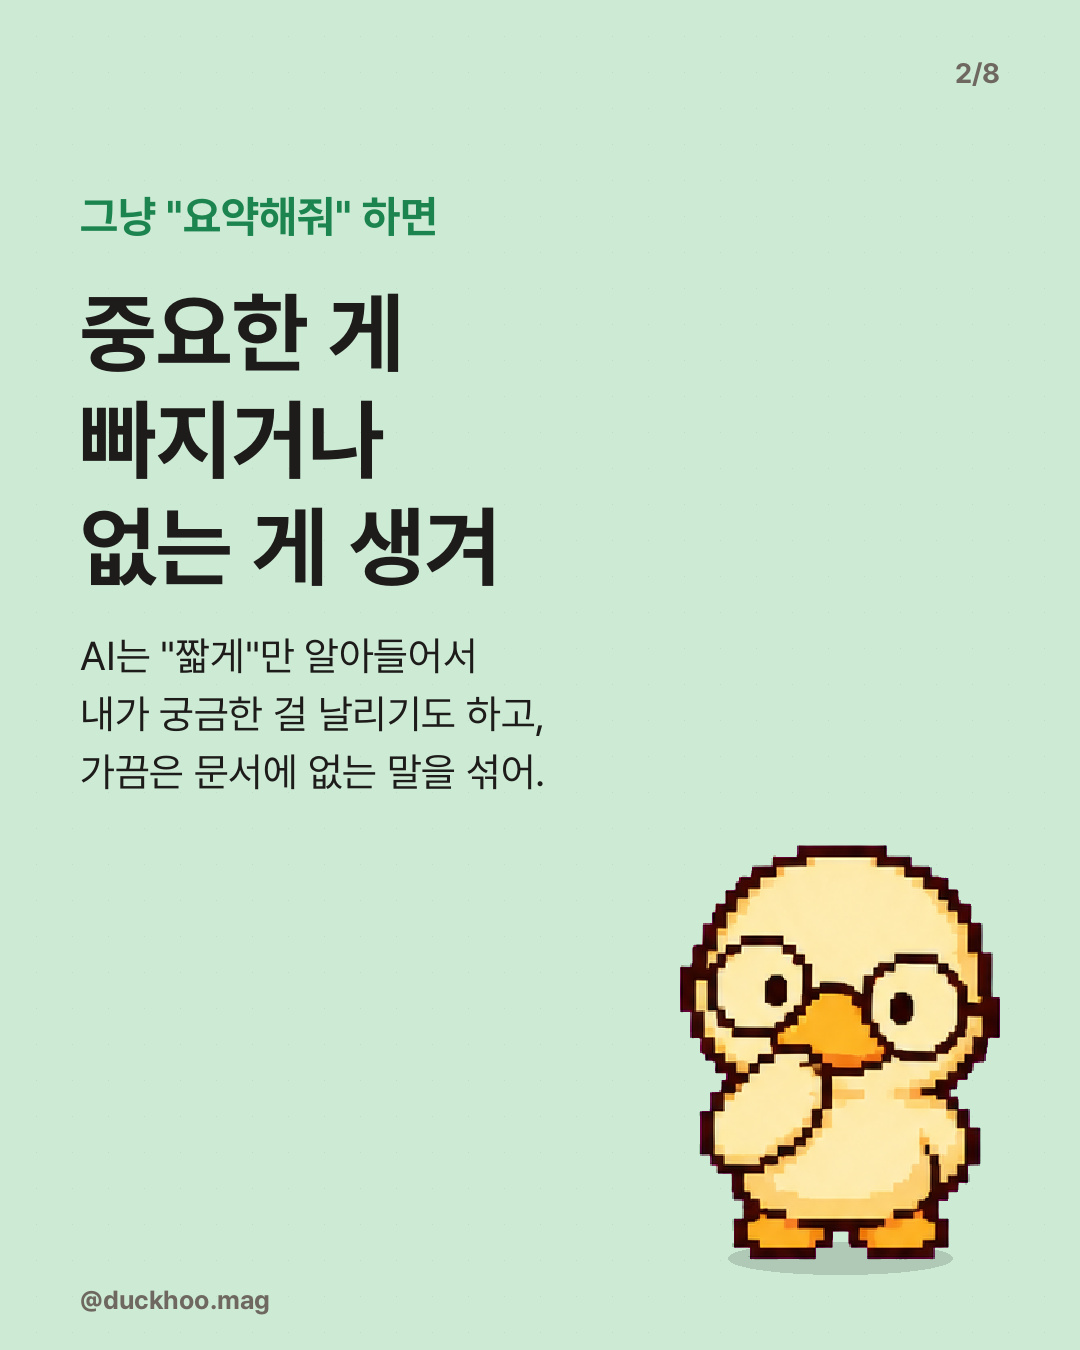 2/8
그냥 "요약해줘" 하면
중요한 게
빠지거나
없는 게 생겨
AI는 "짧게"만 알아들어서
내가 궁금한 걸 날리기도 하고,
가끔은 문서에 없는 말을 섞어.
@duckhoo.mag